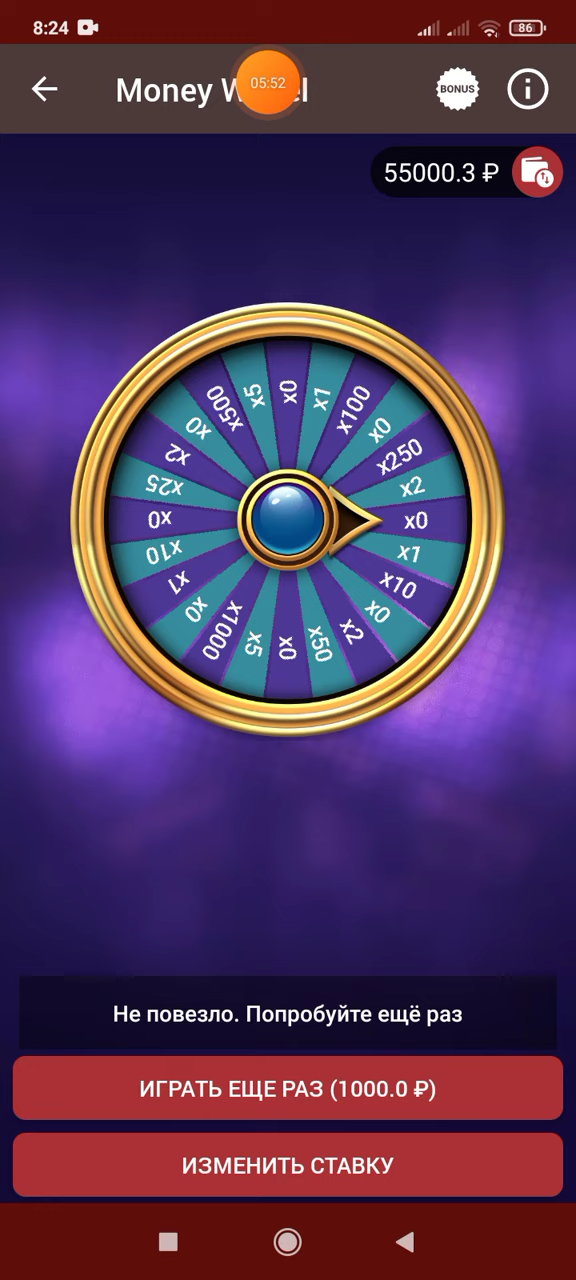 8:24
86
Money W l
05:52
BONUS
55000.3 ₽
x0
x1
x100
x0
x250
x2
x0
x1
x10
x0
x2
x50
x0
x5
x1000
x0
x1
x10
x0
x25
x2
x0
x500
x5
Не повезло. Попробуйте ещё раз
ИГРАТЬ ЕЩЕ РАЗ (1000.0 ₽)
ИЗМЕНИТЬ СТАВКУ